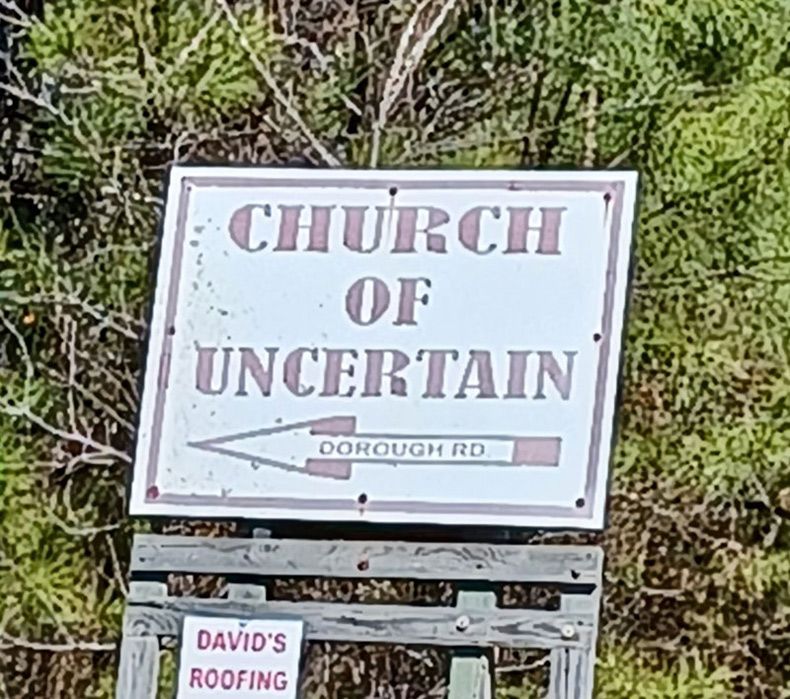 CHURCH
OF
UNCERTAIN
DOROUGH RD.
DAVID'S
ROOFING